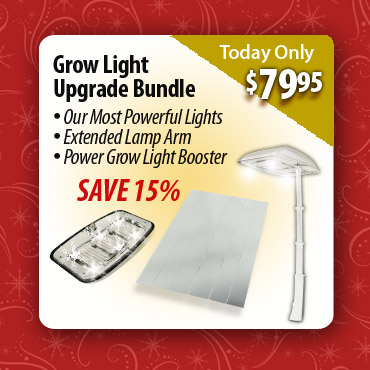 Grow Light
Upgrade Bundle
Today Only
$79.95
• Our Most Powerful Lights
• Extended Lamp Arm
• Power Grow Light Booster
SAVE 15%